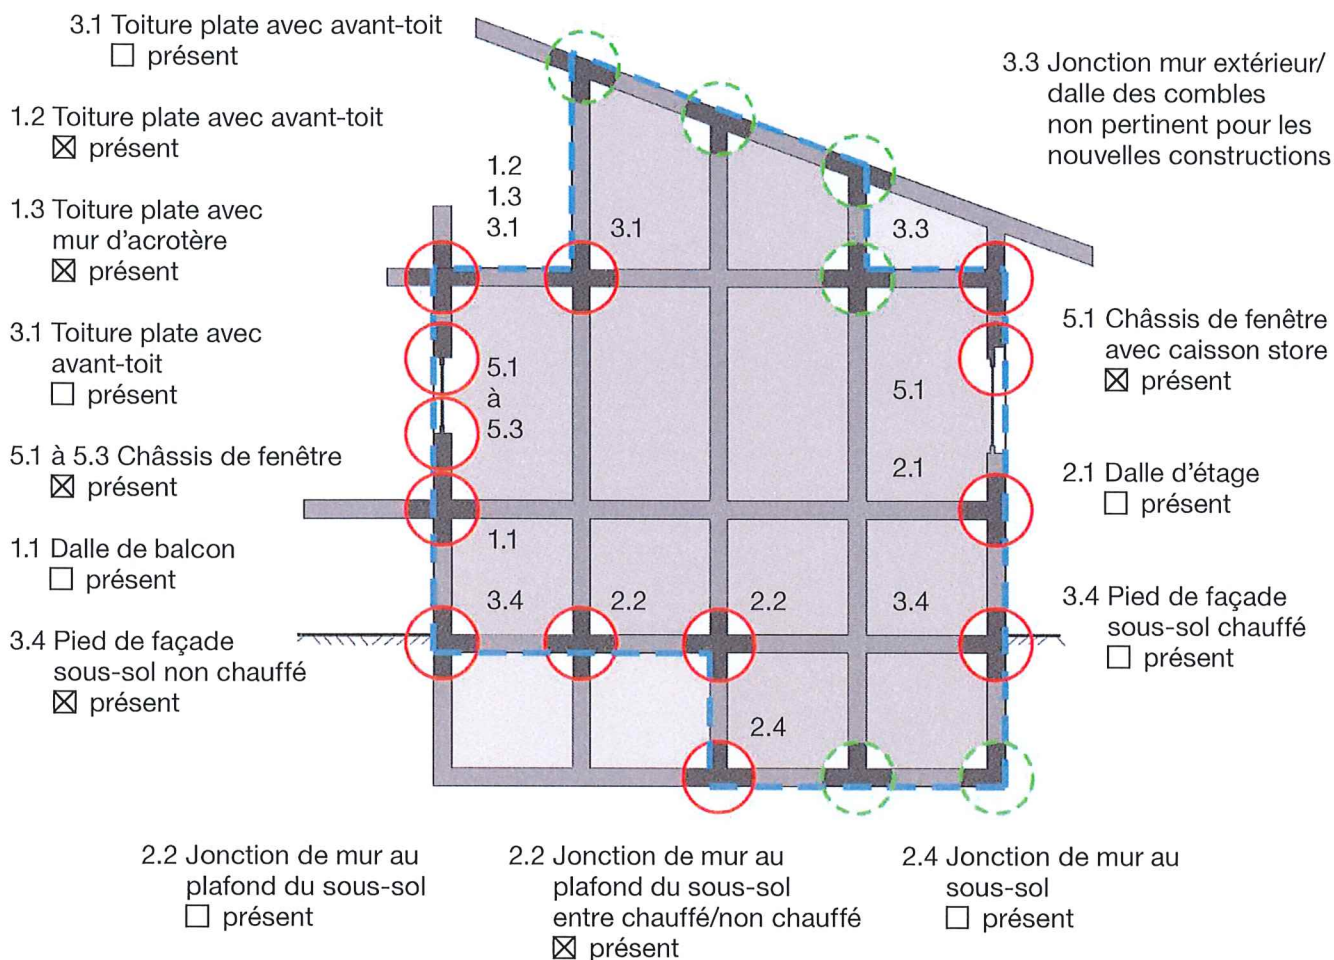 3.1 Toiture plate avec avant-toit
☐ présent
1.2 Toiture plate avec avant-toit
☒ présent
1.3 Toiture plate avec
mur d'acrotère
☒ présent
3.1 Toiture plate avec
avant-toit
☐ présent
5.1 à 5.3 Châssis de fenêtre
☒ présent
1.1 Dalle de balcon
☐ présent
3.4 Pied de façade
sous-sol non chauffé
☒ présent
1.2
1.3
3.1
3.1
3.3
5.1
à
5.3
5.1
2.1
1.1
3.4
2.2
2.2
3.4
2.4
3.3 Jonction mur extérieur/
dalle des combles
non pertinent pour les
nouvelles constructions
5.1 Châssis de fenêtre
avec caisson store
☒ présent
2.1 Dalle d'étage
☐ présent
3.4 Pied de façade
sous-sol chauffé
☐ présent
2.2 Jonction de mur au
plafond du sous-sol
☐ présent
2.2 Jonction de mur au
plafond du sous-sol
entre chauffé/non chauffé
☒ présent
2.4 Jonction de mur au
sous-sol
☐ présent